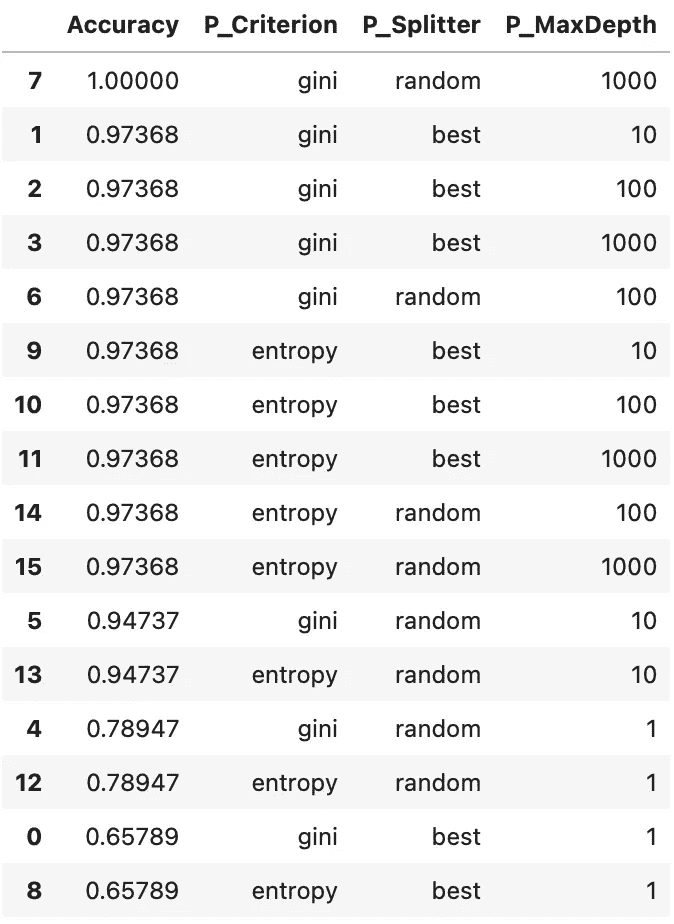 Accuracy P_Criterion P_Splitter P_MaxDepth
7 1.00000 gini random 1000
1 0.97368 gini best 10
2 0.97368 gini best 100
3 0.97368 gini best 1000
6 0.97368 gini random 100
9 0.97368 entropy best 10
10 0.97368 entropy best 100
11 0.97368 entropy best 1000
14 0.97368 entropy random 100
15 0.97368 entropy random 1000
5 0.94737 gini random 10
13 0.94737 entropy random 10
4 0.78947 gini random 1
12 0.78947 entropy random 1
0 0.65789 gini best 1
8 0.65789 entropy best 1